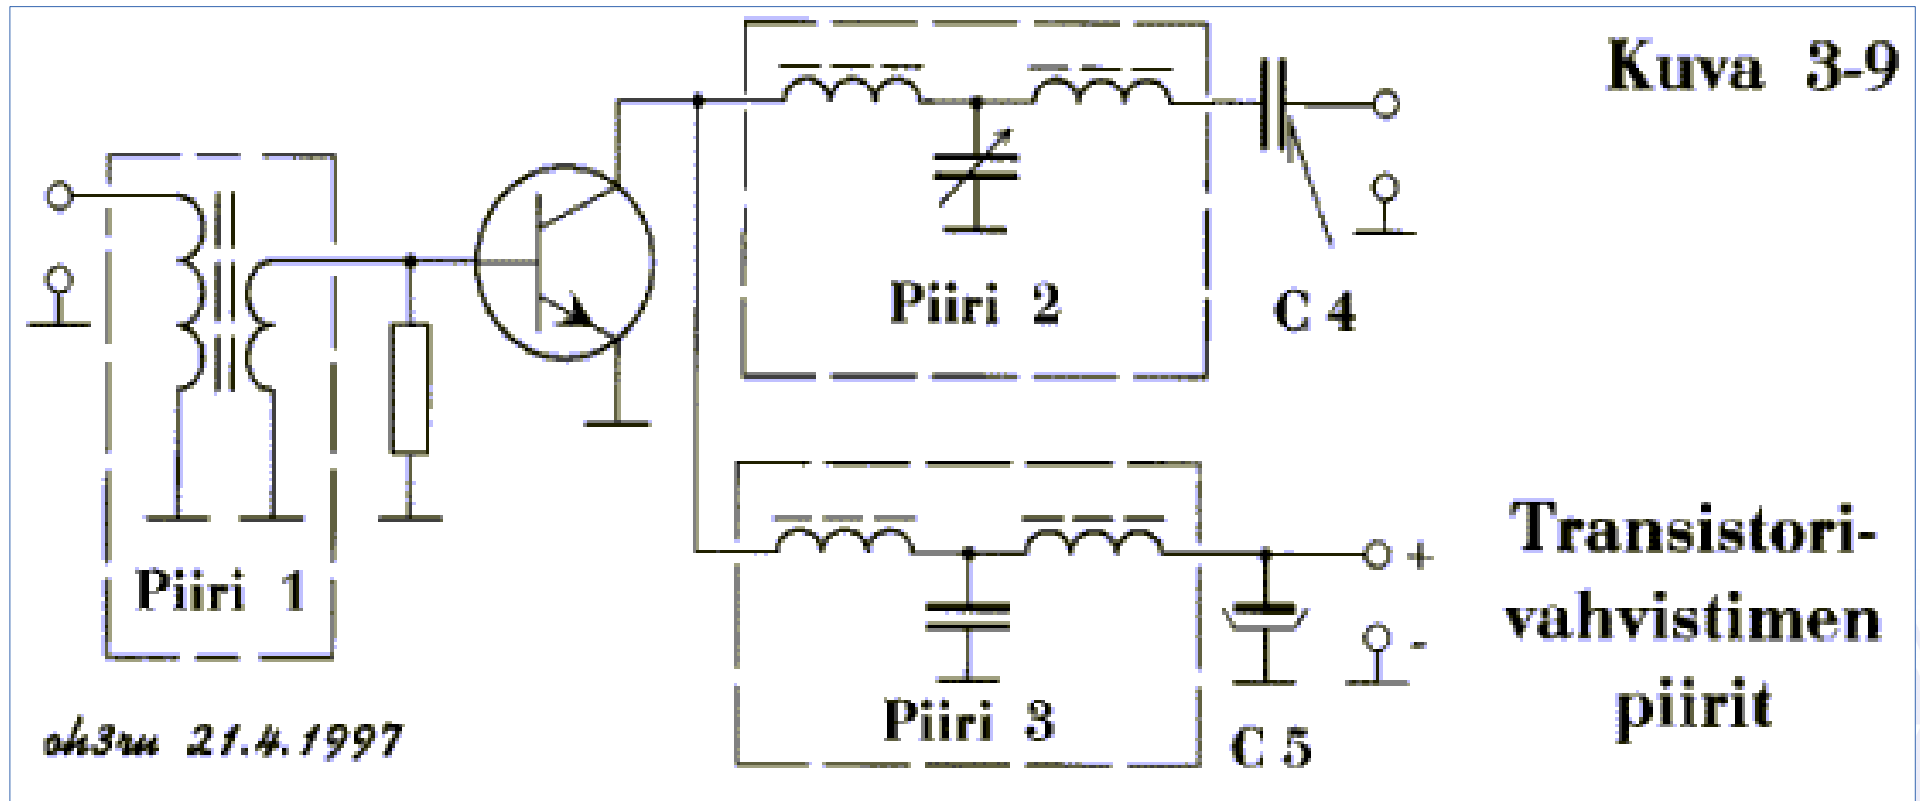 Kuva 3-9
Piiri 2
C 4
Piiri 1
+
-
Piiri 3
C 5
Transistori-
vahvistimen
piirit
oh3ru 21.4.1997